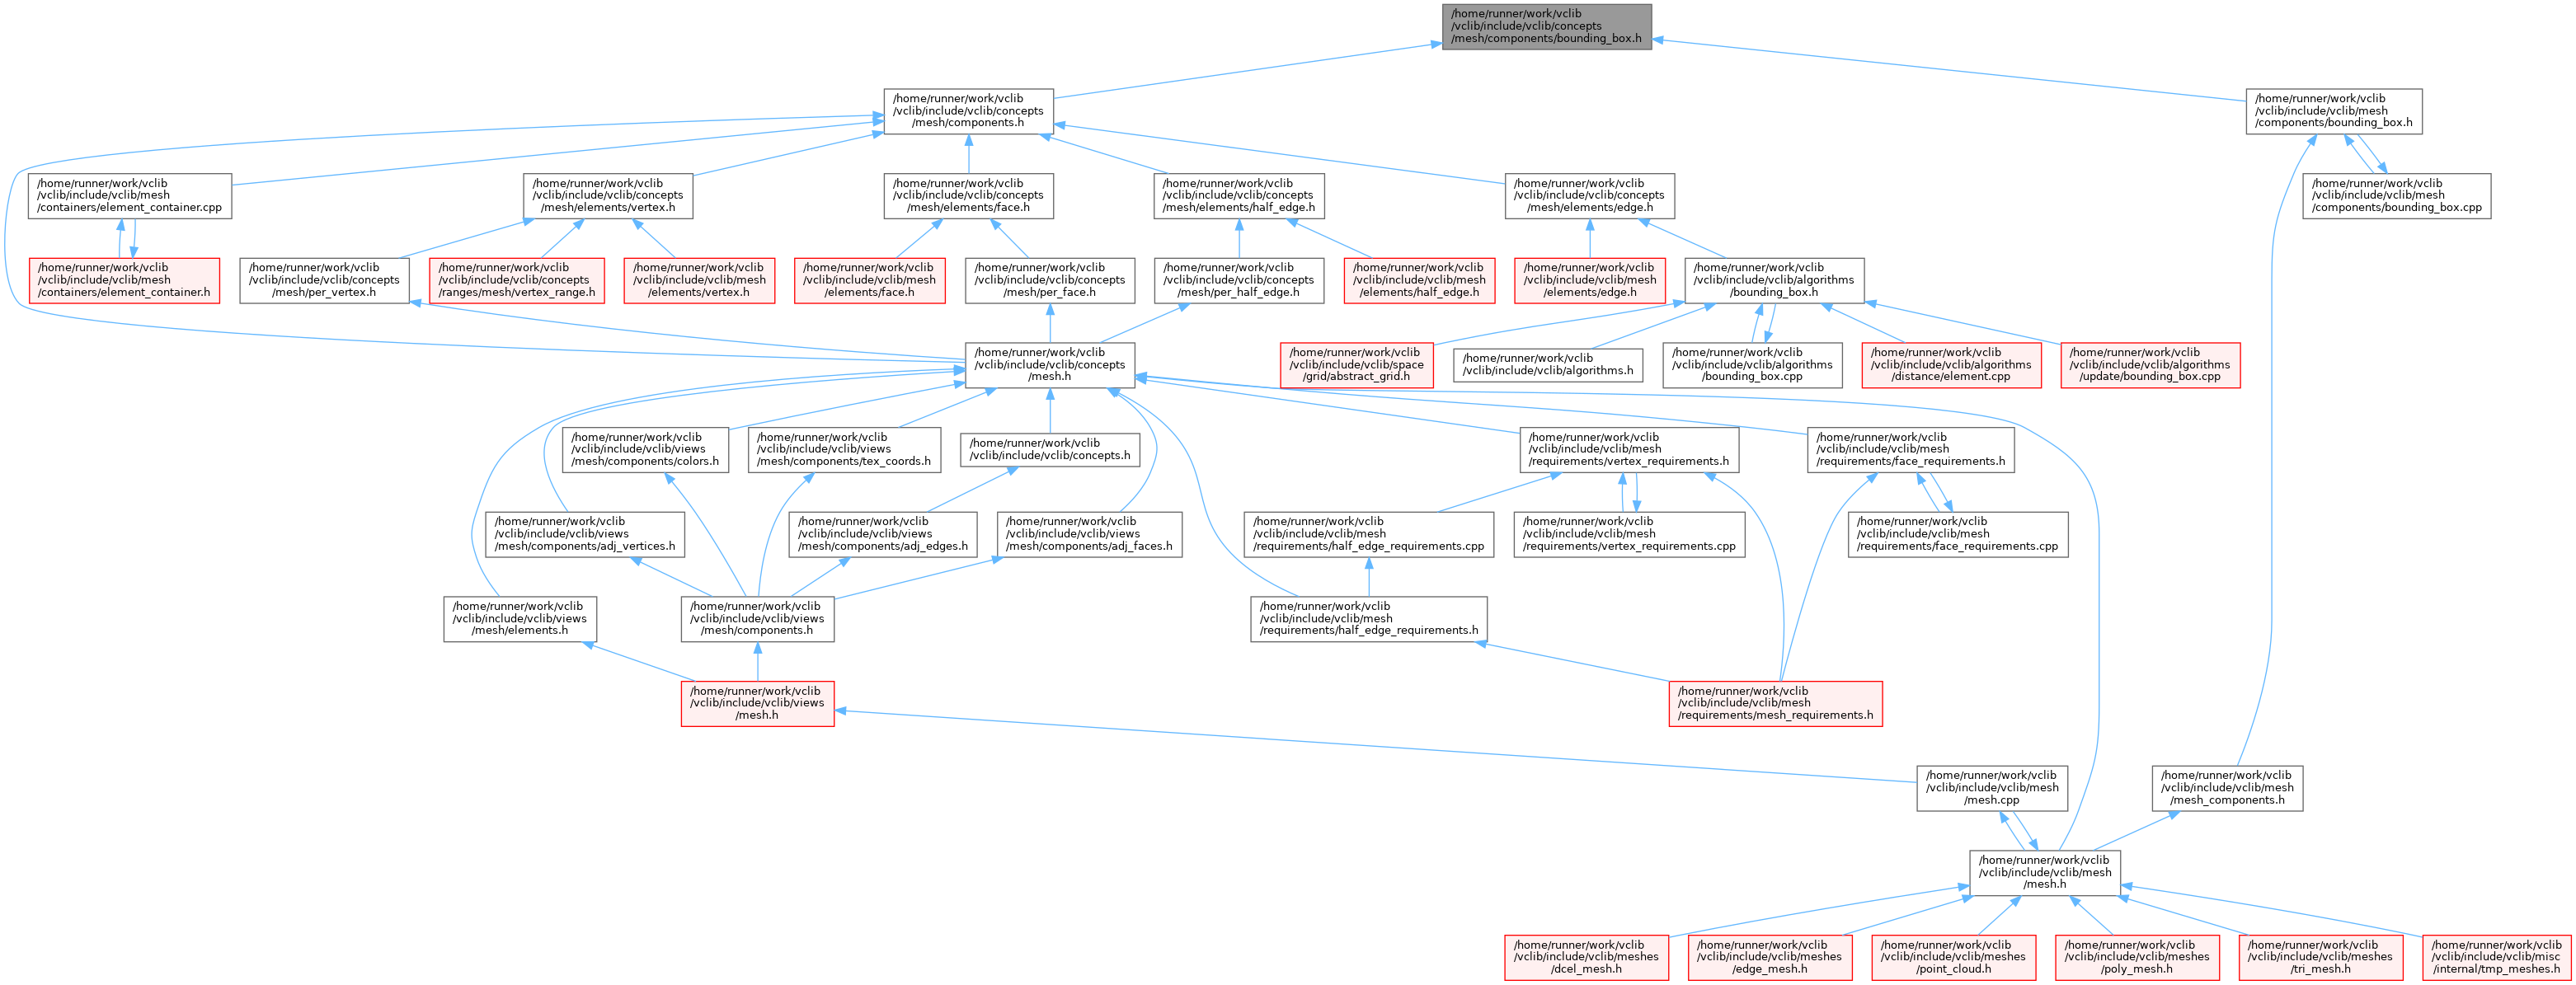 /home/runner/work/vclib
/vclib/include/vclib/concepts
/mesh/components/bounding_box.h
/home/runner/work/vclib
/vclib/include/vclib/concepts
/mesh/components.h
/home/runner/work/vclib
/vclib/include/vclib/mesh
/components/bounding_box.h
/home/runner/work/vclib
/vclib/include/vclib/mesh
/containers/element_container.cpp
/home/runner/work/vclib
/vclib/include/vclib/concepts
/mesh/elements/vertex.h
/home/runner/work/vclib
/vclib/include/vclib/concepts
/mesh/elements/face.h
/home/runner/work/vclib
/vclib/include/vclib/concepts
/mesh/elements/half_edge.h
/home/runner/work/vclib
/vclib/include/vclib/concepts
/mesh/elements/edge.h
/home/runner/work/vclib
/vclib/include/vclib/mesh
/components/bounding_box.cpp
/home/runner/work/vclib
/vclib/include/vclib/mesh
/containers/element_container.h
/home/runner/work/vclib
/vclib/include/vclib/concepts
/mesh/per_vertex.h
/home/runner/work/vclib
/vclib/include/vclib/concepts
/ranges/mesh/vertex_range.h
/home/runner/work/vclib
/vclib/include/vclib/mesh
/elements/vertex.h
/home/runner/work/vclib
/vclib/include/vclib/mesh
/elements/face.h
/home/runner/work/vclib
/vclib/include/vclib/concepts
/mesh/per_face.h
/home/runner/work/vclib
/vclib/include/vclib/concepts
/mesh/per_half_edge.h
/home/runner/work/vclib
/vclib/include/vclib/mesh
/elements/half_edge.h
/home/runner/work/vclib
/vclib/include/vclib/mesh
/elements/edge.h
/home/runner/work/vclib
/vclib/include/vclib/algorithms
/bounding_box.h
/home/runner/work/vclib
/vclib/include/vclib/concepts
/mesh.h
/home/runner/work/vclib
/vclib/include/vclib/space
/grid/abstract_grid.h
/home/runner/work/vclib
/vclib/include/vclib/algorithms.h
/home/runner/work/vclib
/vclib/include/vclib/algorithms
/bounding_box.cpp
/home/runner/work/vclib
/vclib/include/vclib/algorithms
/distance/element.cpp
/home/runner/work/vclib
/vclib/include/vclib/algorithms
/update/bounding_box.cpp
/home/runner/work/vclib
/vclib/include/vclib/views
/mesh/components/colors.h
/home/runner/work/vclib
/vclib/include/vclib/views
/mesh/components/tex_coords.h
/home/runner/work/vclib
/vclib/include/vclib/concepts.h
/home/runner/work/vclib
/vclib/include/vclib/mesh
/requirements/vertex_requirements.h
/home/runner/work/vclib
/vclib/include/vclib/mesh
/requirements/face_requirements.h
/home/runner/work/vclib
/vclib/include/vclib/views
/mesh/components/adj_vertices.h
/home/runner/work/vclib
/vclib/include/vclib/views
/mesh/components/adj_edges.h
/home/runner/work/vclib
/vclib/include/vclib/views
/mesh/components/adj_faces.h
/home/runner/work/vclib
/vclib/include/vclib/mesh
/requirements/half_edge_requirements.cpp
/home/runner/work/vclib
/vclib/include/vclib/mesh
/requirements/vertex_requirements.cpp
/home/runner/work/vclib
/vclib/include/vclib/mesh
/requirements/face_requirements.cpp
/home/runner/work/vclib
/vclib/include/vclib/views
/mesh/elements.h
/home/runner/work/vclib
/vclib/include/vclib/views
/mesh/components.h
/home/runner/work/vclib
/vclib/include/vclib/mesh
/requirements/half_edge_requirements.h
/home/runner/work/vclib
/vclib/include/vclib/views
/mesh.h
/home/runner/work/vclib
/vclib/include/vclib/mesh
/requirements/mesh_requirements.h
/home/runner/work/vclib
/vclib/include/vclib/mesh
/mesh.cpp
/home/runner/work/vclib
/vclib/include/vclib/mesh
/mesh_components.h
/home/runner/work/vclib
/vclib/include/vclib/mesh
/mesh.h
/home/runner/work/vclib
/vclib/include/vclib/meshes
/dcel_mesh.h
/home/runner/work/vclib
/vclib/include/vclib/meshes
/edge_mesh.h
/home/runner/work/vclib
/vclib/include/vclib/meshes
/point_cloud.h
/home/runner/work/vclib
/vclib/include/vclib/meshes
/poly_mesh.h
/home/runner/work/vclib
/vclib/include/vclib/meshes
/tri_mesh.h
/home/runner/work/vclib
/vclib/include/vclib/misc
/internal/tmp_meshes.h